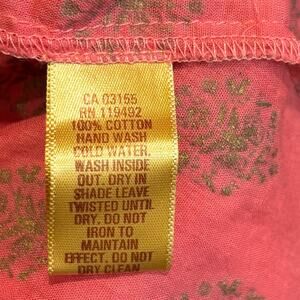 CA 03155
RN 119492
100% COTTON
HAND WASH
COLD WATER.
WASH INSIDE
OUT. DRY IN
SHADE LEAVE
TWISTED UNTIL
DRY. DO NOT
IRON TO
MAINTAIN
EFFECT. DO NOT
DRY CLEAN